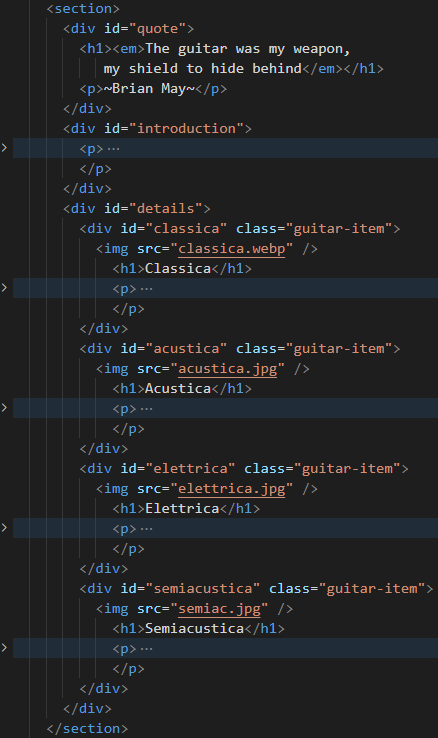 <section>
<div id="quote">
<h1><em>The guitar was my weapon,
my shield to hide behind</em></h1>
<p>~Brian May~</p>
</div>
<div id="introduction">
<p>⋯
</p>
</div>
<div id="details">
<div id="classica" class="guitar-item">
<img src="classica.webp" />
<h1>Classica</h1>
<p>⋯
</p>
</div>
<div id="acustica" class="guitar-item">
<img src="acustica.jpg" />
<h1>Acustica</h1>
<p>⋯
</p>
</div>
<div id="elettrica" class="guitar-item">
<img src="elettrica.jpg" />
<h1>Elettrica</h1>
<p>⋯
</p>
</div>
<div id="semiacustica" class="guitar-item">
<img src="semiac.jpg" />
<h1>Semiacustica</h1>
<p>⋯
</p>
</div>
</div>
</section>